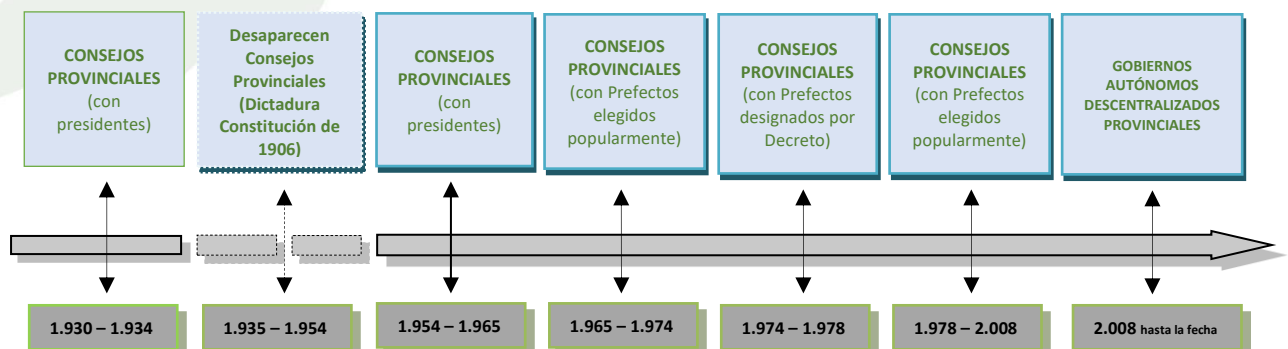 CONSEJOS
PROVINCIALES
(con
presidentes)
Desaparecen
Consejos
Provinciales
(Dictadura
Constitución de
1906)
CONSEJOS
PROVINCIALES
(con
presidentes)
CONSEJOS
PROVINCIALES
(con Prefectos
elegidos
popularmente)
CONSEJOS
PROVINCIALES
(con Prefectos
designados por
Decreto)
CONSEJOS
PROVINCIALES
(con Prefectos
elegidos
popularmente)
GOBIERNOS
AUTÓNOMOS
DESCENTRALIZADOS
PROVINCIALES
1.930 – 1.934
1.935 – 1.954
1.954 – 1.965
1.965 – 1.974
1.974 – 1.978
1.978 – 2.008
2.008 hasta la fecha